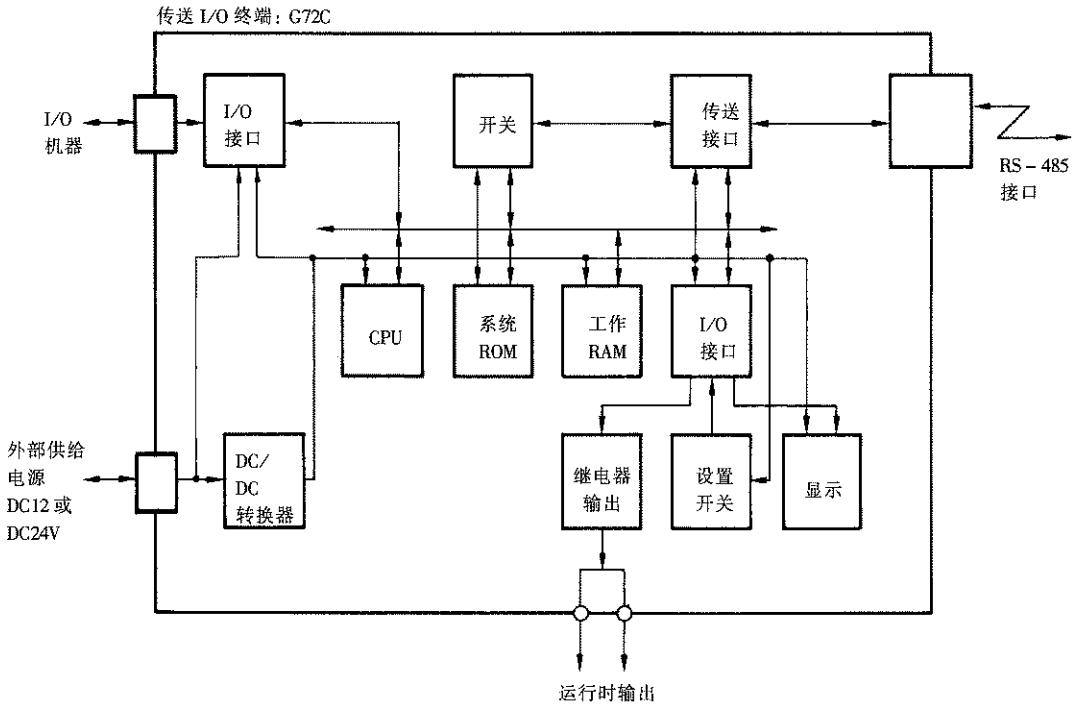 传送 I/O 终端: G72C
I/O
机器
I/O
接口
开关
传送
接口
RS-485
接口
CPU
系统
ROM
工作
RAM
I/O
接口
外部供给
电源
DC12 或
DC24V
DC/
DC
转换器
继电器
输出
设置
开关
显示
运行时输出